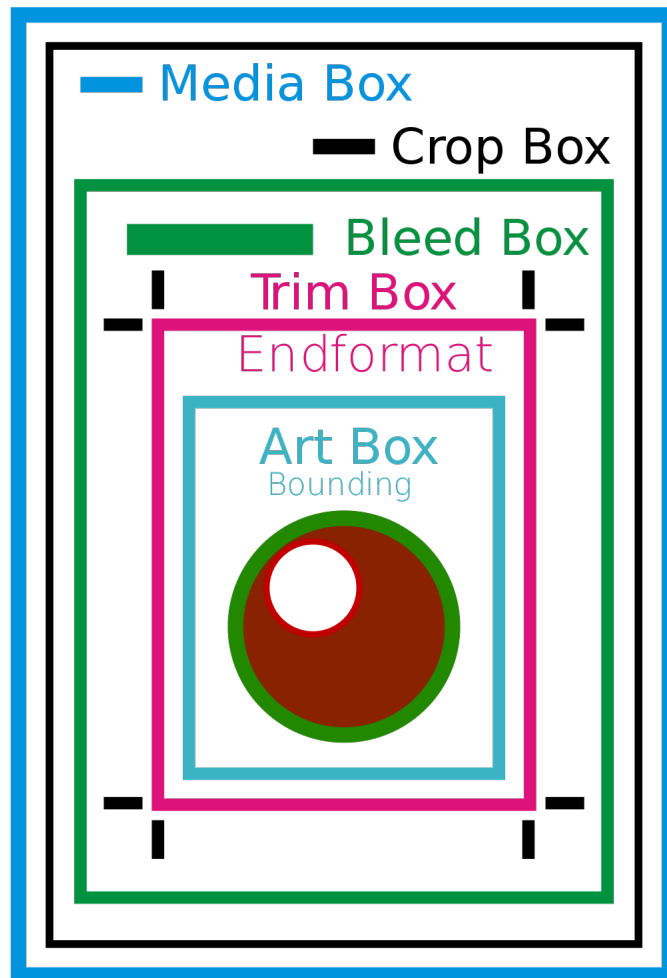 Media Box
Crop Box
Bleed Box
Trim Box
Endformat
Art Box
Bounding